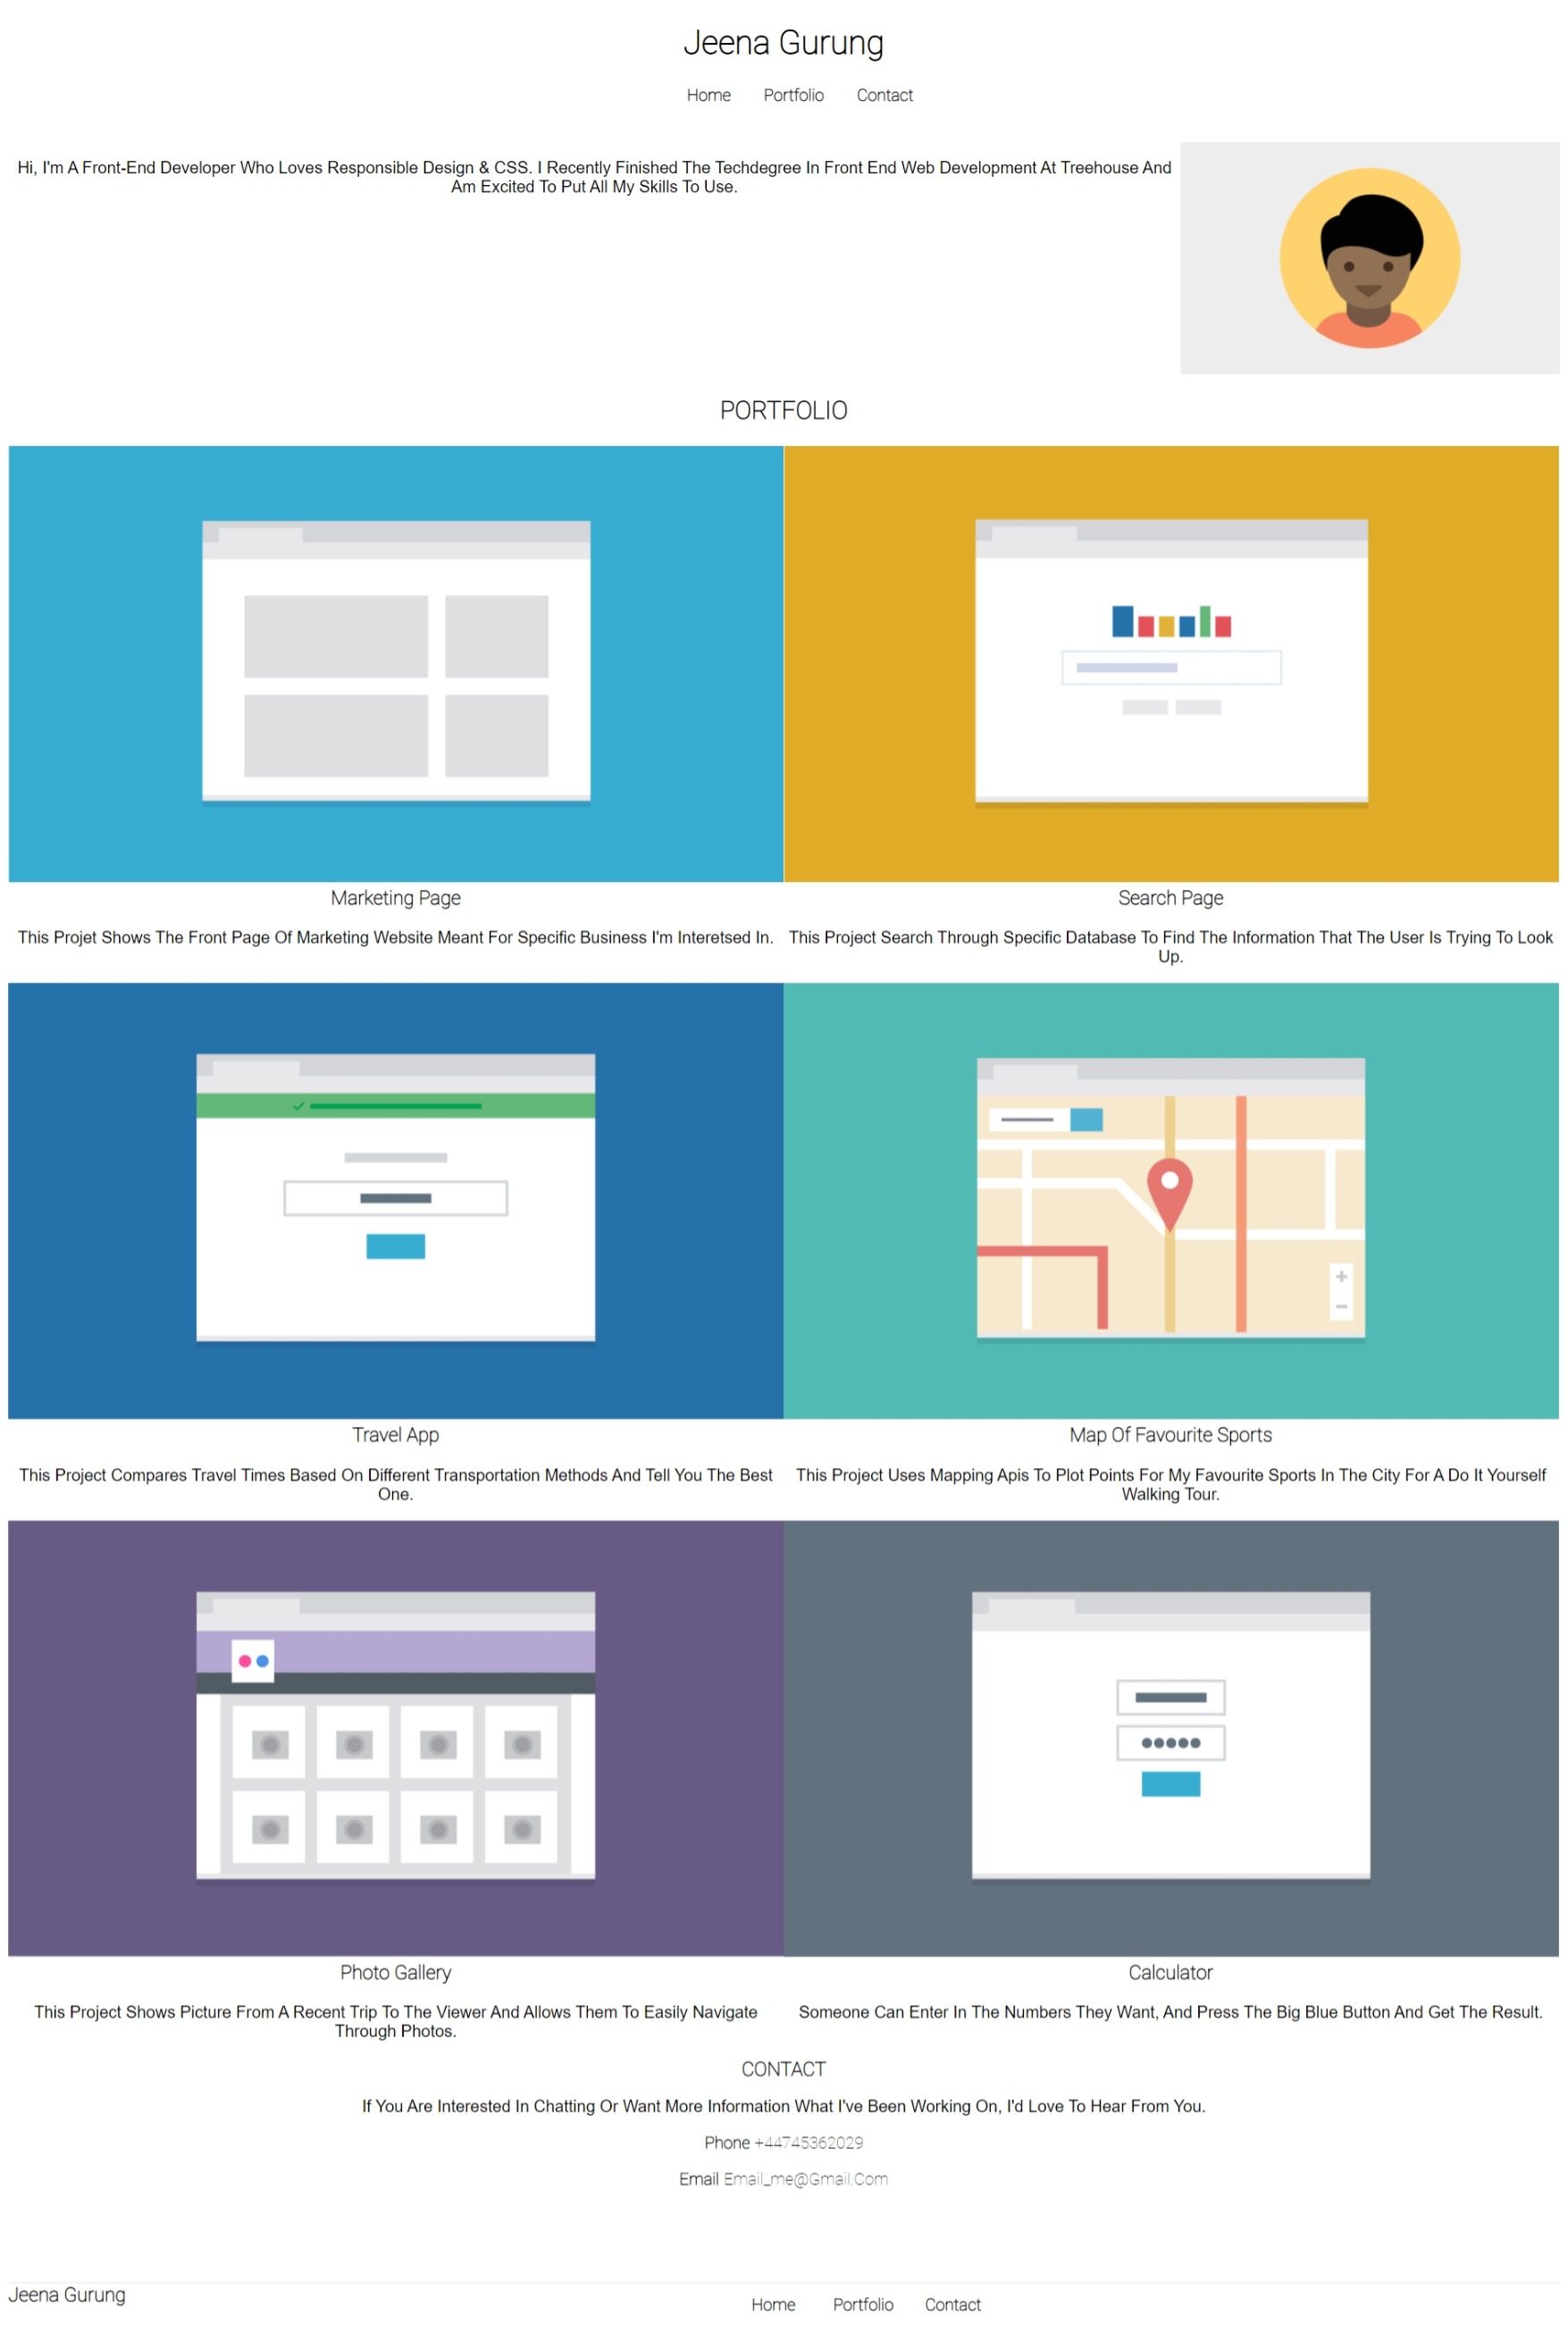 Jeena Gurung
Home Portfolio Contact
Hi, I'm A Front-End Developer Who Loves Responsible Design & CSS. I Recently Finished The Techdegree In Front End Web Development At Treehouse And
Am Excited To Put All My Skills To Use.
PORTFOLIO
Marketing Page
This Projet Shows The Front Page Of Marketing Website Meant For Specific Business I'm Interetsed In.
Search Page
This Project Search Through Specific Database To Find The Information That The User Is Trying To Look
Up.
Travel App
This Project Compares Travel Times Based On Different Transportation Methods And Tell You The Best
One.
Map Of Favourite Sports
This Project Uses Mapping Apis To Plot Points For My Favourite Sports In The City For A Do It Yourself
Walking Tour.
Photo Gallery
This Project Shows Picture From A Recent Trip To The Viewer And Allows Them To Easily Navigate
Through Photos.
Calculator
Someone Can Enter In The Numbers They Want, And Press The Big Blue Button And Get The Result.
CONTACT
If You Are Interested In Chatting Or Want More Information What I've Been Working On, I'd Love To Hear From You.
Phone +44745362029
Email Email_me@Gmail.Com
Jeena Gurung
Home Portfolio Contact